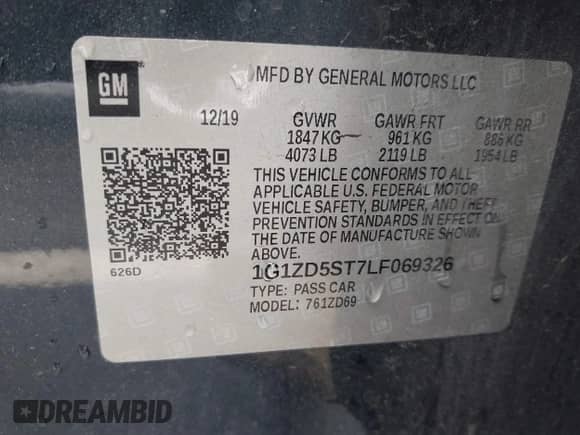 GM
MFD BY GENERAL MOTORS LLC
12/19 GVWR GAWR FRT GAWR RR
1847 KG 961 KG 886 KG
4073 LB 2119 LB 1954 LB
THIS VEHICLE CONFORMS TO ALL
APPLICABLE U.S. FEDERAL MOTOR
VEHICLE SAFETY, BUMPER, AND THEFT
PREVENTION STANDARDS IN EFFECT ON
THE DATE OF MANUFACTURE SHOWN
ABOVE.
626D
1G1ZD5ST7LF069326
TYPE: PASS CAR
MODEL: 761ZD69
DREAMBID